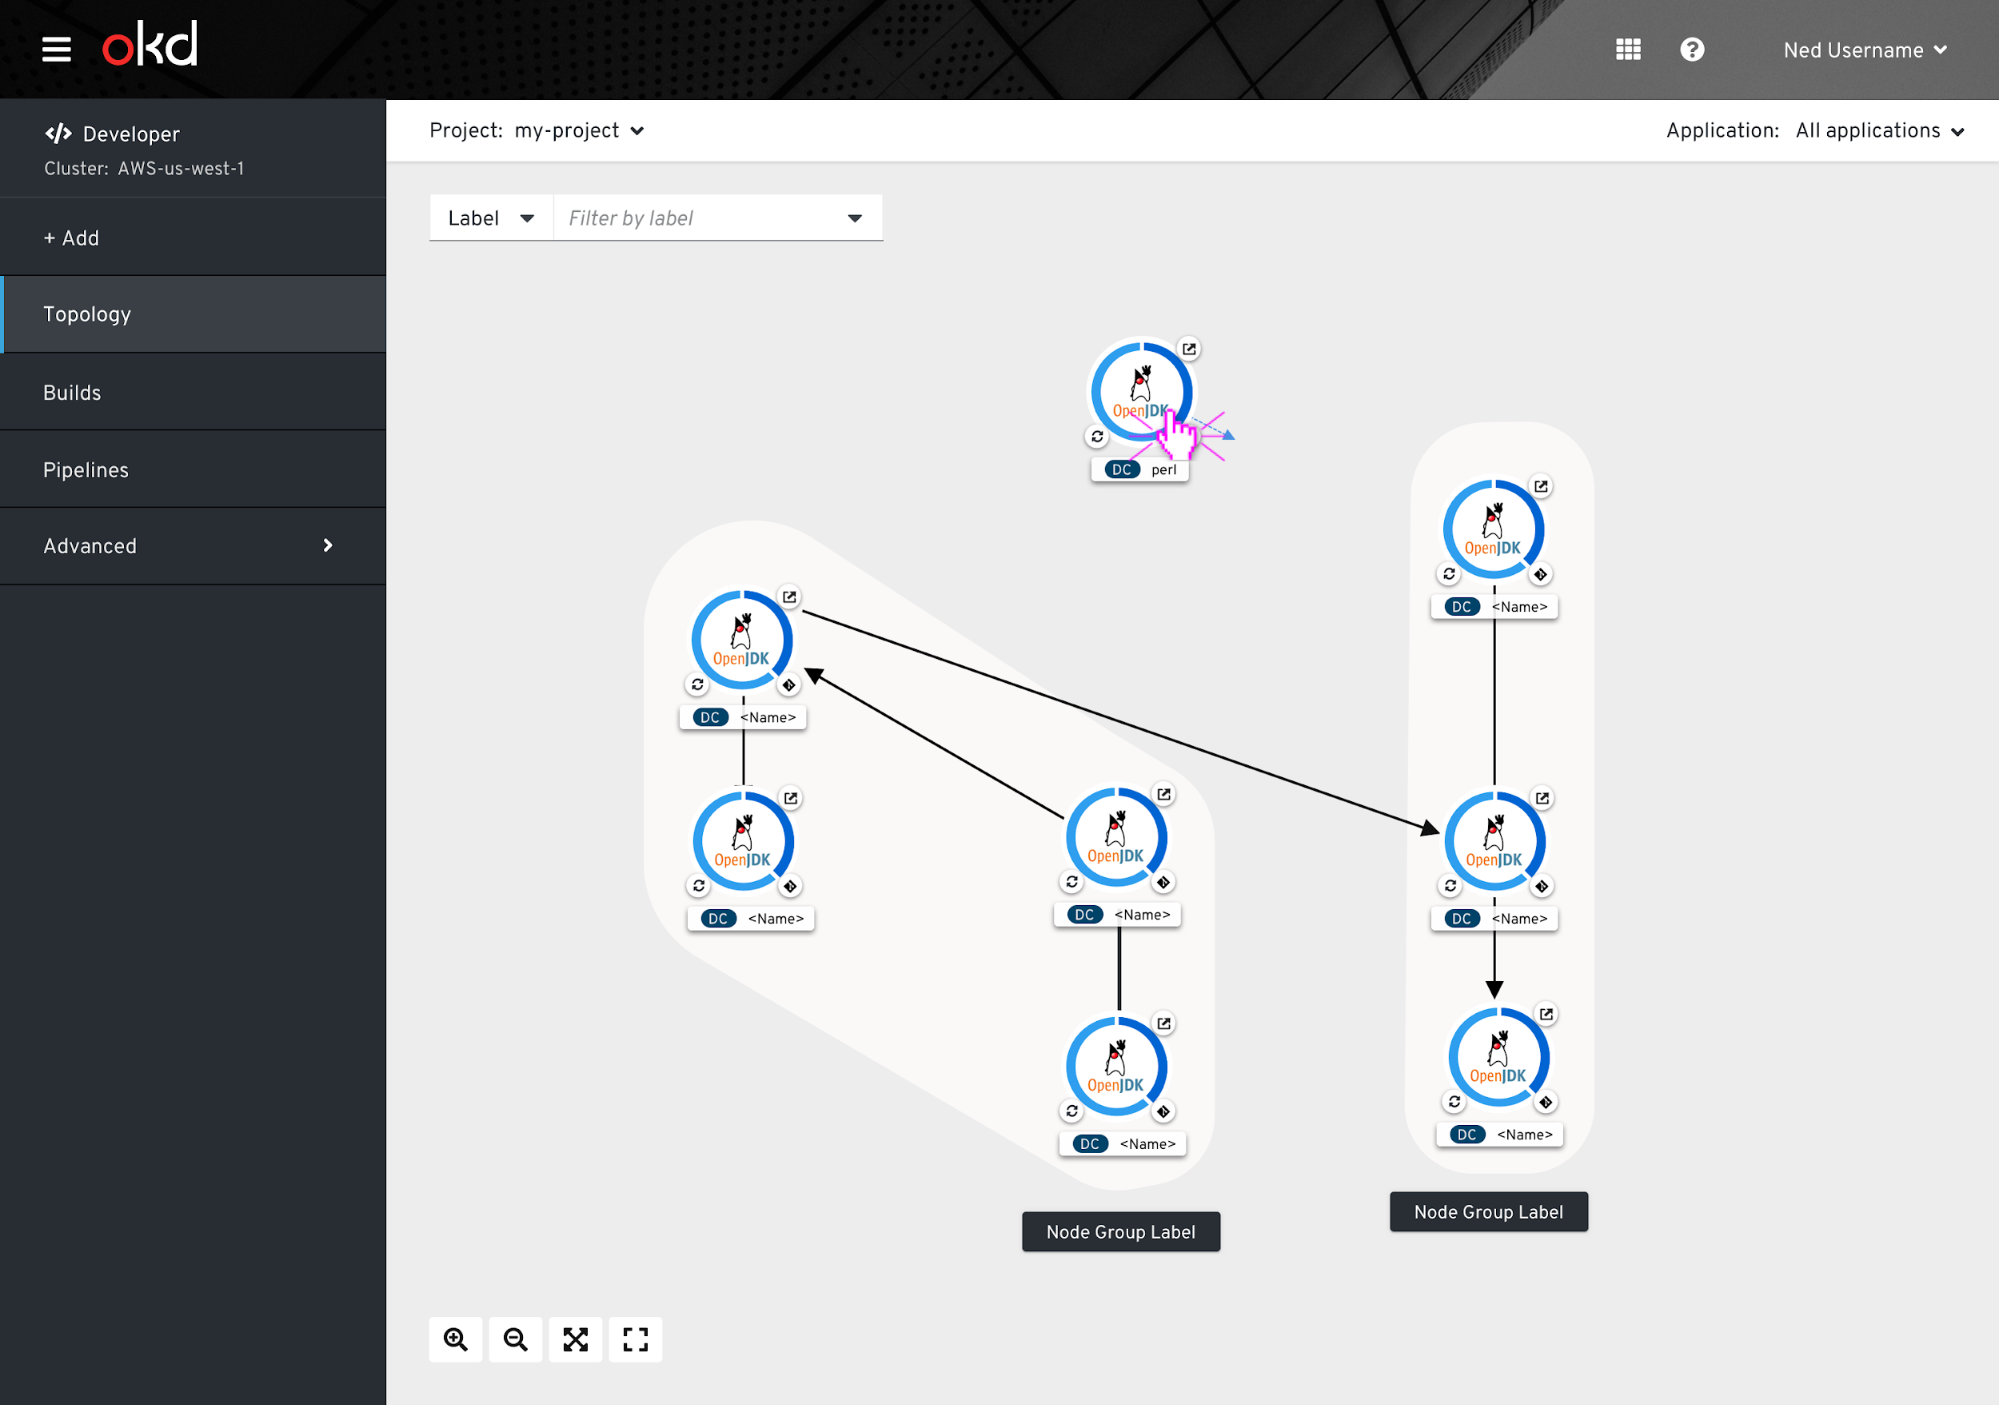 okd
Ned Username
Developer
Cluster: AWS-us-west-1
Project: my-project
Application: All applications
+ Add
Topology
Builds
Pipelines
Advanced
Label
Filter by label
OpenJDK
DC perl
OpenJDK
DC <Name>
OpenJDK
DC <Name>
OpenJDK
DC <Name>
OpenJDK
DC <Name>
OpenJDK
DC <Name>
OpenJDK
DC <Name>
OpenJDK
DC <Name>
Node Group Label
Node Group Label